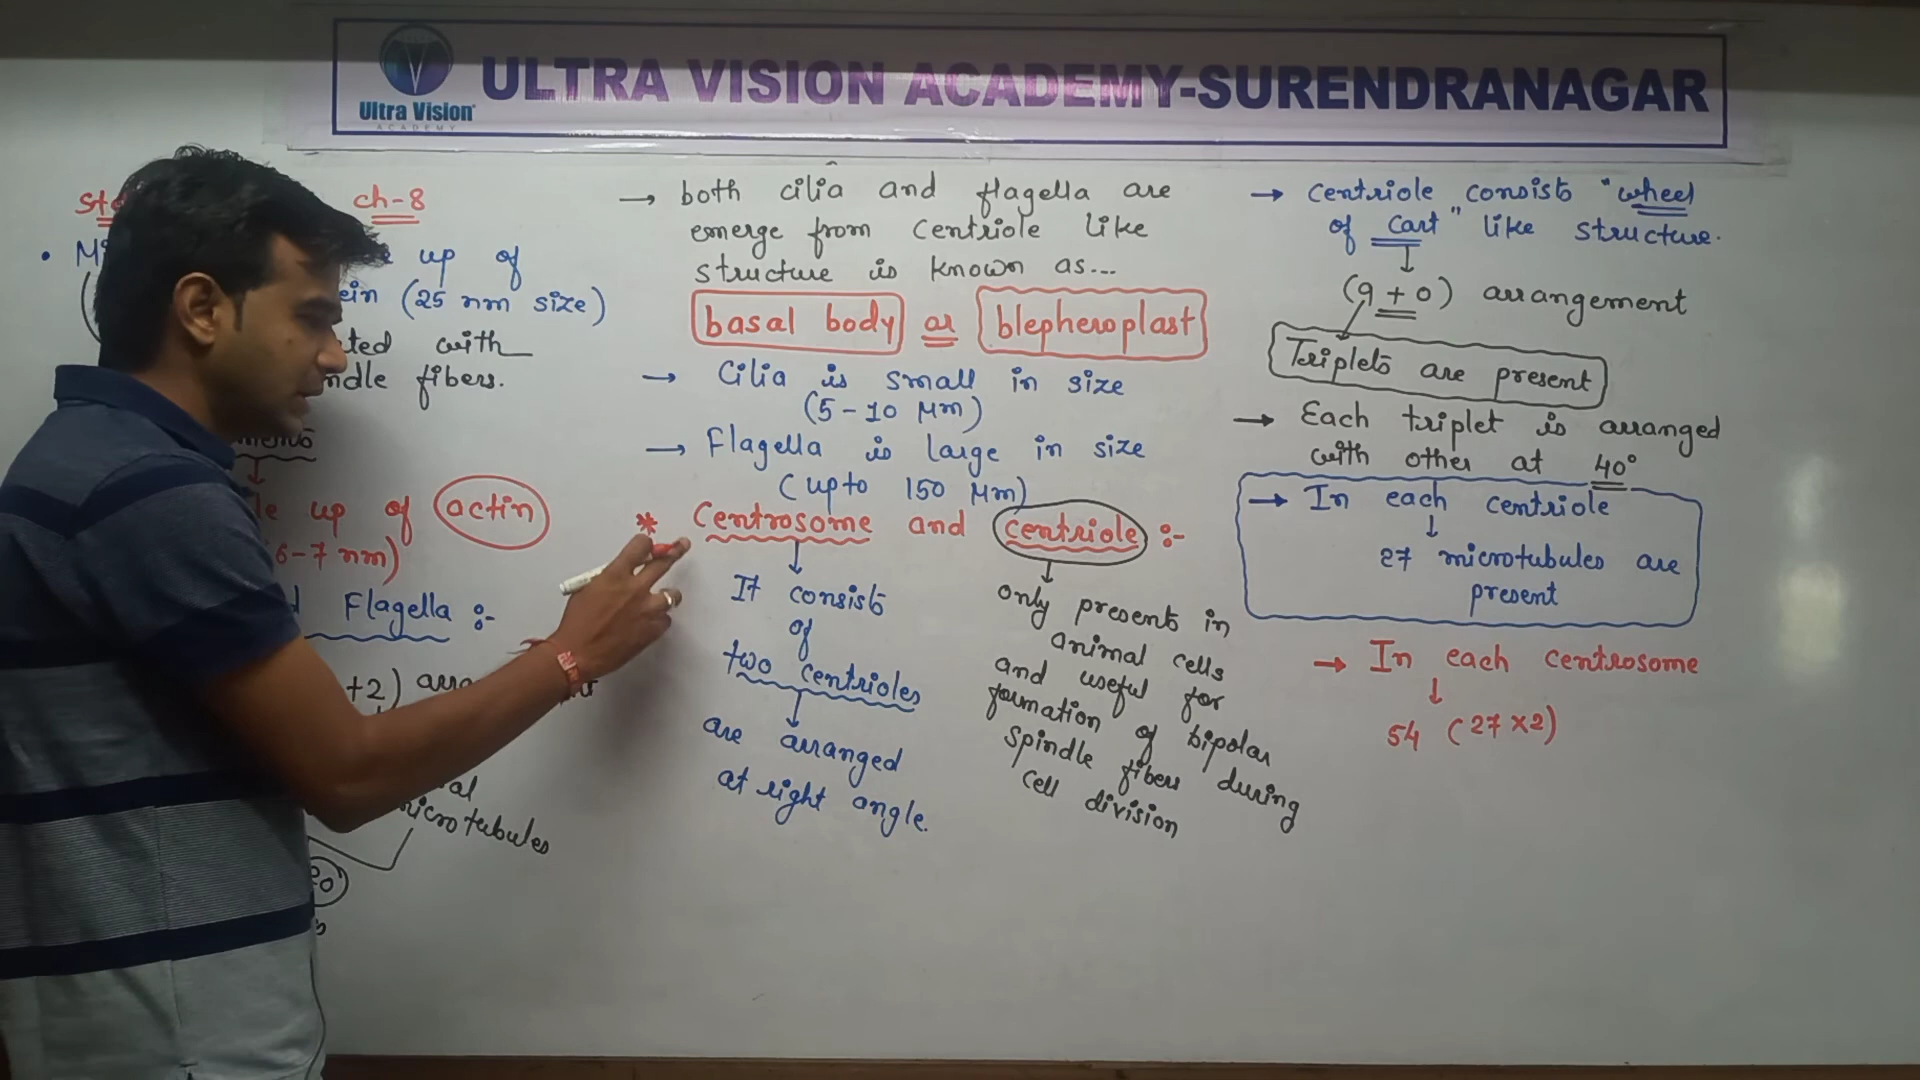 Ultra Vision
ACADEMY
ULTRA VISION ACADEMY-SURENDRANAGAR
ch-8
up of
(25 nm size)
with
fibers.
up of actin
6-7 nm)
Flagella :-
+2)
microtubules
→ both cilia and flagella are
emerge from centriole like
structure is known as...
basal body or blepheroplast
→ Cilia is small in size
(5-10 μm)
→ Flagella is large in size
(upto 150 μm)
* Centrosome and centriole :-
↓
It consists
of
two centrioles
↓
are arranged
at right angle.
↓
only presents in
animal cells
and useful for
formation of bipolar
spindle fibers during
cell division
→ centriole consists "wheel
of cart" like structure.
↓
(9+0) arrangement
Triplets are present
→ Each triplet is arranged
with other at 40°
→ In each centriole
↓
27 microtubules are
present
→ In each centrosome
↓
54 (27x2)